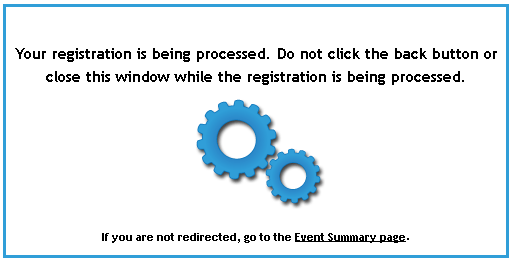 Your registration is being processed. Do not click the back button or
close this window while the registration is being processed.
If you are not redirected, go to the Event Summary page.